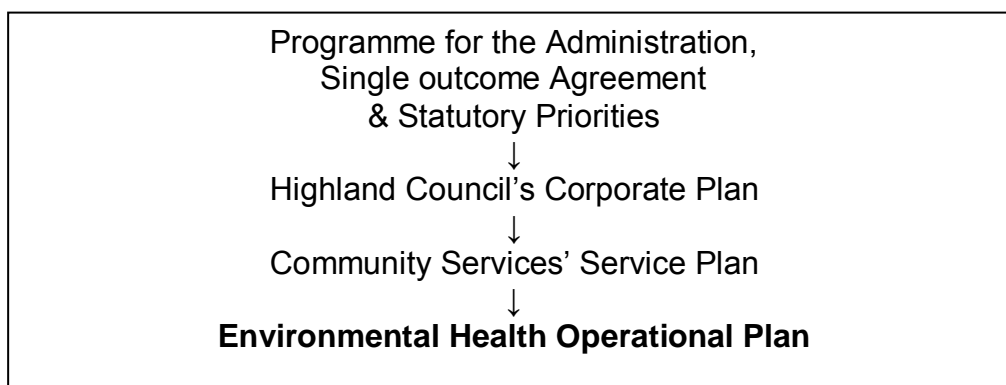 Programme for the Administration,
Single outcome Agreement
& Statutory Priorities
↓
Highland Council’s Corporate Plan
↓
Community Services’ Service Plan
↓
Environmental Health Operational Plan